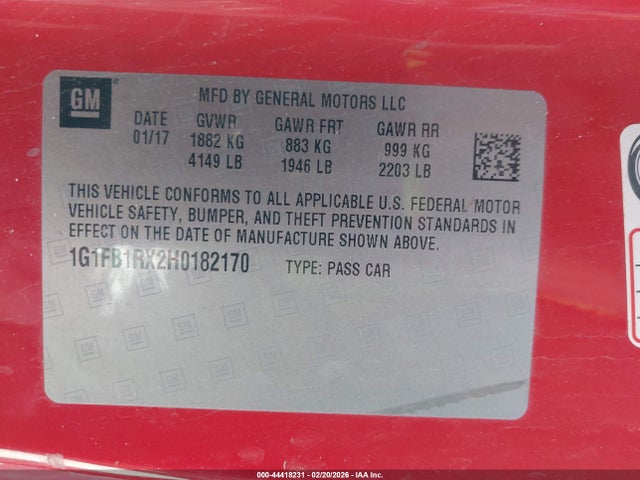 GM
MFD BY GENERAL MOTORS LLC
DATE GVWR GAWR FRT GAWR RR
01/17 1882 KG 883 KG 999 KG
4149 LB 1946 LB 2203 LB
THIS VEHICLE CONFORMS TO ALL APPLICABLE U.S. FEDERAL MOTOR
VEHICLE SAFETY, BUMPER, AND THEFT PREVENTION STANDARDS IN
EFFECT ON THE DATE OF MANUFACTURE SHOWN ABOVE.
1G1FB1RX2H0182170 TYPE: PASS CAR
000-44418231 - 02/20/2026 - IAA Inc.